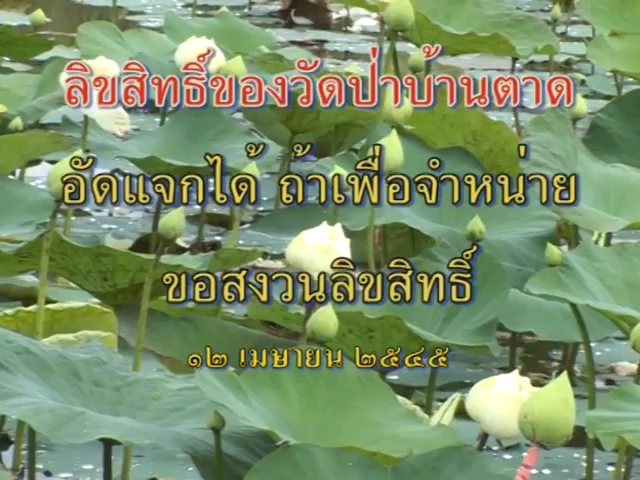 ลิขสิทธิ์ของวัดป่าบ้านตาด
อัดแจกได้ ถ้าเพื่อจำหน่าย
ขอสงวนลิขสิทธิ์
๑๒ เมษายน ๒๕๔๕